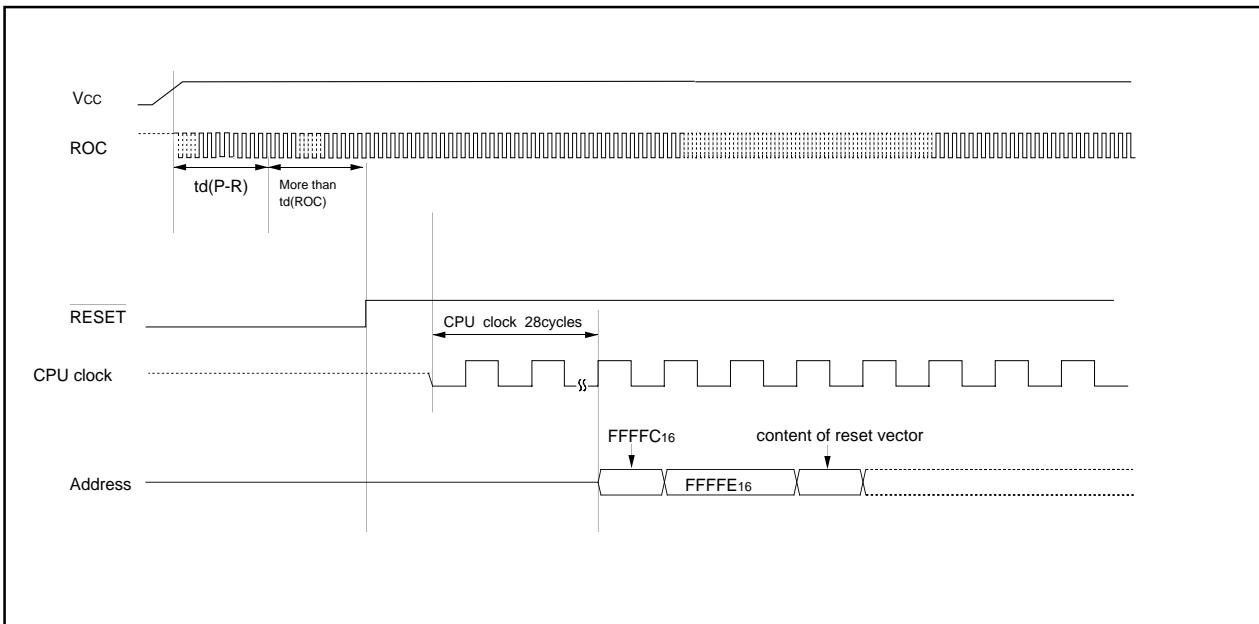 Vcc
ROC
td(P-R)
More than
td(ROC)
RESET
CPU clock 28cycles
CPU clock
FFFFC16
content of reset vector
Address
FFFFE16